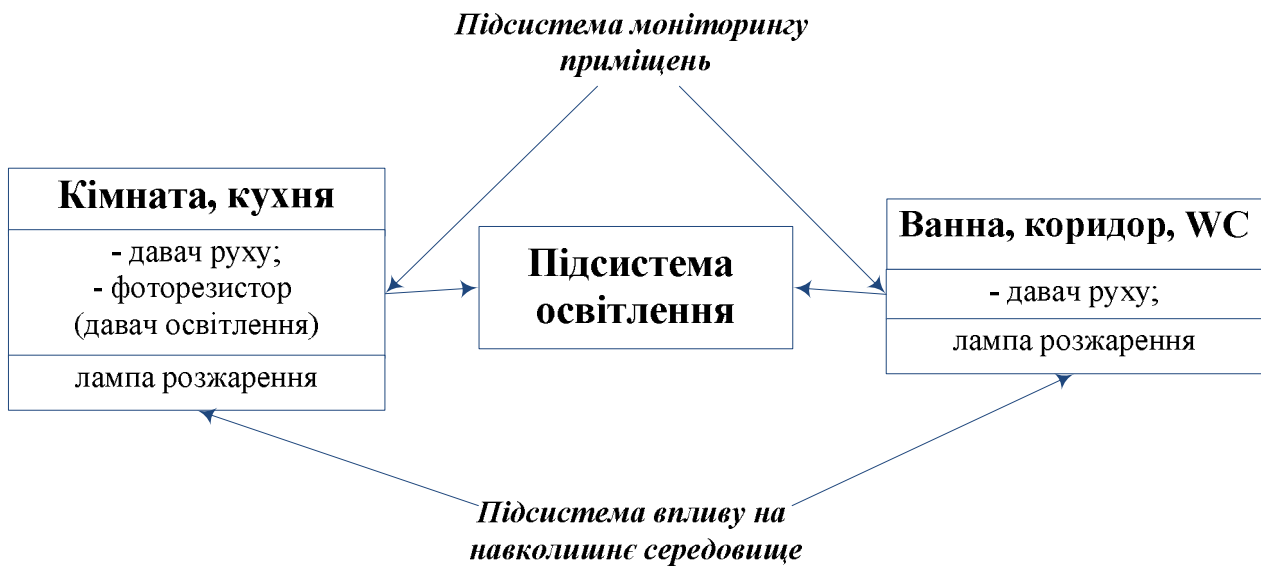 Підсистема моніторингу
приміщень
Кімната, кухня
- давач руху;
- фоторезистор
(давач освітлення)
лампа розжарення
Підсистема
освітлення
Ванна, коридор, WC
- давач руху;
лампа розжарення
Підсистема впливу на
навколишнє середовище